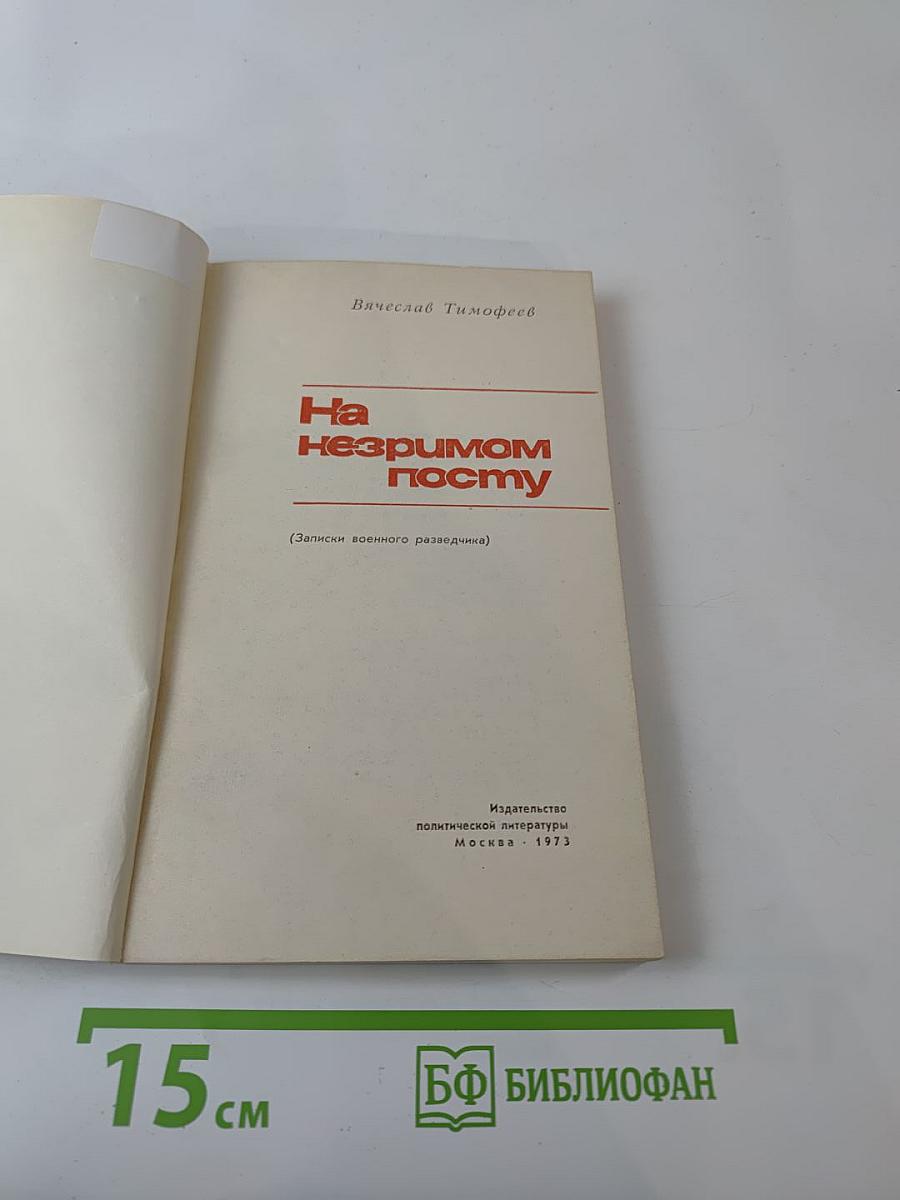 Вячеслав Тимофеев
На
незримом
посту
(Записки военного разведчика)
Издательство
политической литературы
Москва · 1973
15 см
БФ БИБЛИОФАН